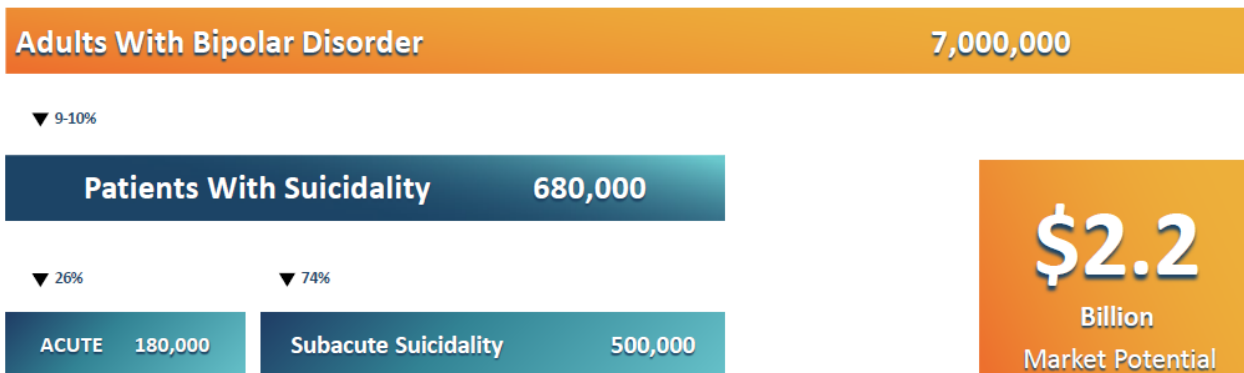 Adults With Bipolar Disorder 7,000,000
▼ 9-10%
Patients With Suicidality 680,000
▼ 26% ▼ 74%
ACUTE 180,000 Subacute Suicidality 500,000
$2.2
Billion
Market Potential